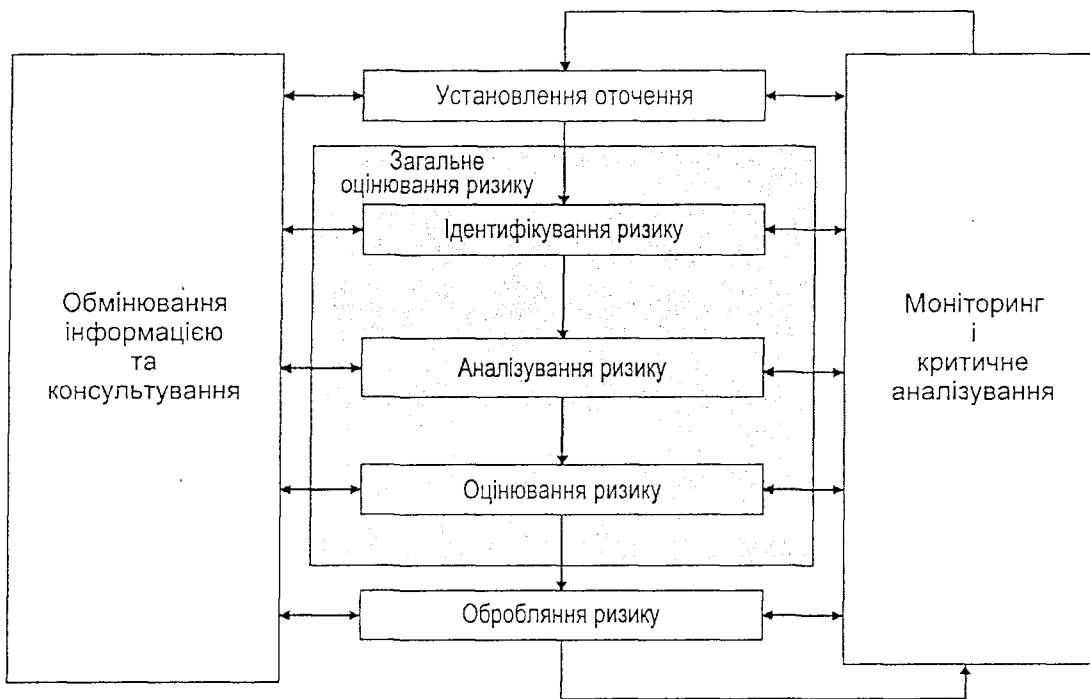 Установлення оточення
Загальне
оцінювання ризику
Ідентифікування ризику
Обмінювання
інформацією
та
консультування
Аналізування ризику
Моніторинг
і
критичне
аналізування
Оцінювання ризику
Обробляння ризику